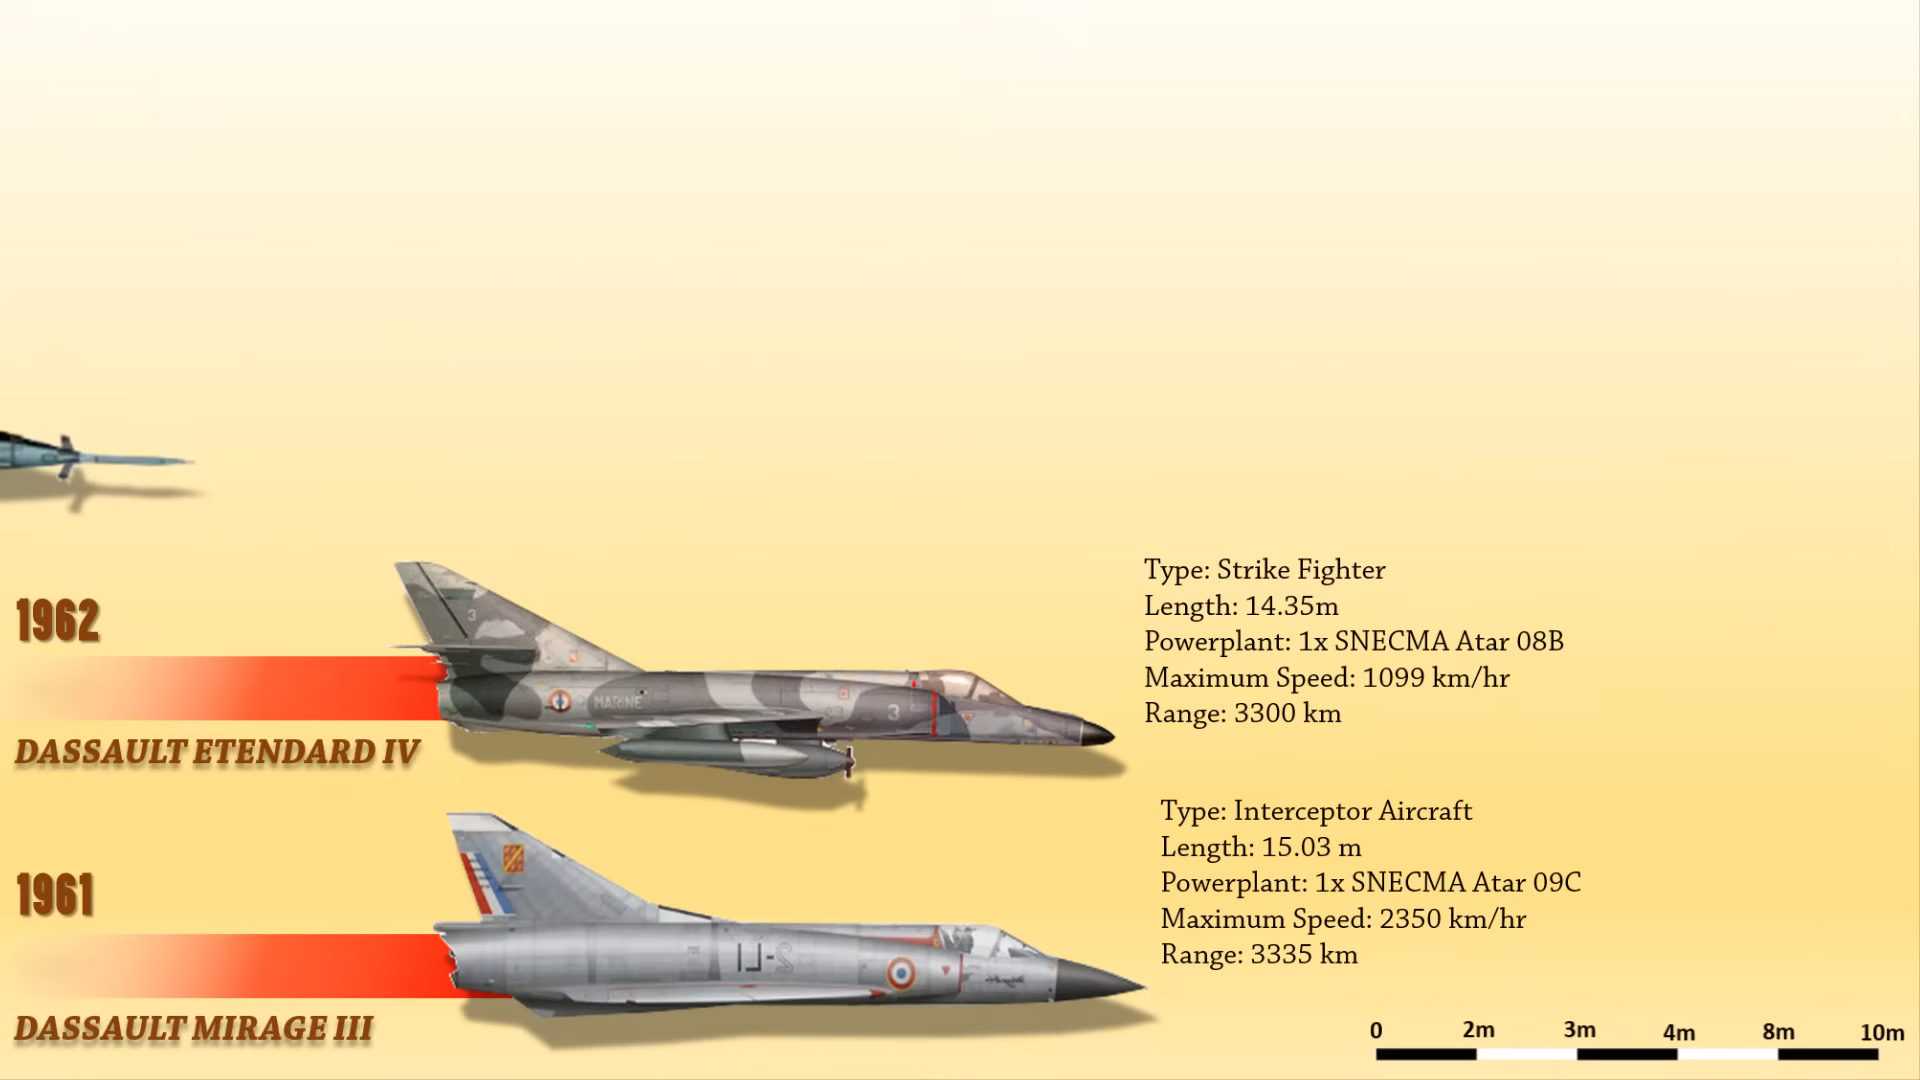 1962
DASSAULT ETENDARD IV
3
MARINE
3
Type: Strike Fighter
Length: 14.35m
Powerplant: 1x SNECMA Atar 08B
Maximum Speed: 1099 km/hr
Range: 3300 km
1961
DASSAULT MIRAGE III
Type: Interceptor Aircraft
Length: 15.03 m
Powerplant: 1x SNECMA Atar 09C
Maximum Speed: 2350 km/hr
Range: 3335 km
0 2m 3m 4m 8m 10m